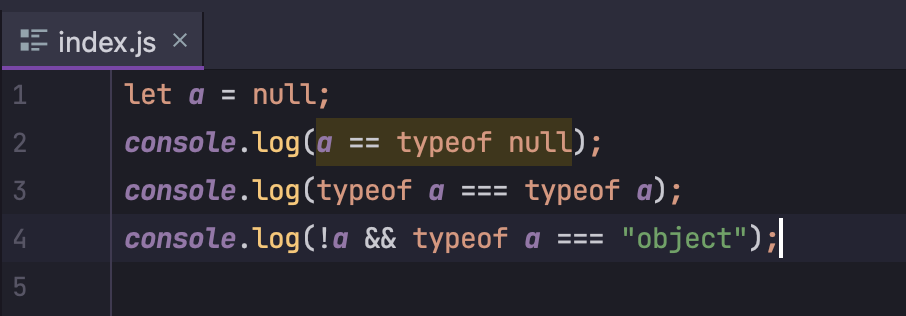 index.js ×
1 let a = null;
2 console.log(a == typeof null);
3 console.log(typeof a === typeof a);
4 console.log(!a && typeof a === "object");
5